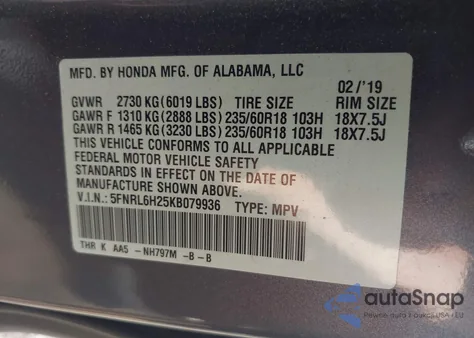 MFD. BY HONDA MFG. OF ALABAMA, LLC
02/'19
GVWR 2730 KG(6019 LBS) TIRE SIZE RIM SIZE
GAWR F 1310 KG(2888 LBS) 235/60R18 103H 18X7.5J
GAWR R 1465 KG(3230 LBS) 235/60R18 103H 18X7.5J
THIS VEHICLE CONFORMS TO ALL APPLICABLE
FEDERAL MOTOR VEHICLE SAFETY
STANDARDS IN EFFECT ON THE DATE OF
MANUFACTURE SHOWN ABOVE.
V.I.N.: 5FNRL6H25KB079936 TYPE: MPV
THR K AA5 -NH797M -B-B
autoSnap